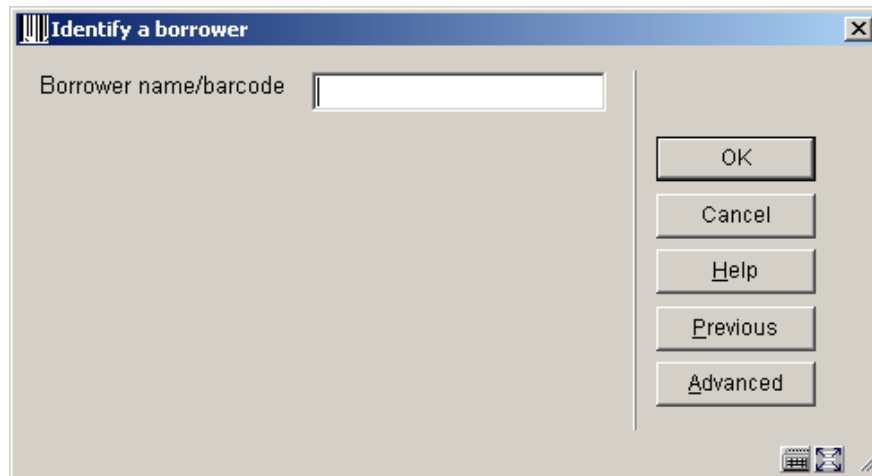 Identify a borrower
Borrower name/barcode
OK
Cancel
Help
Previous
Advanced